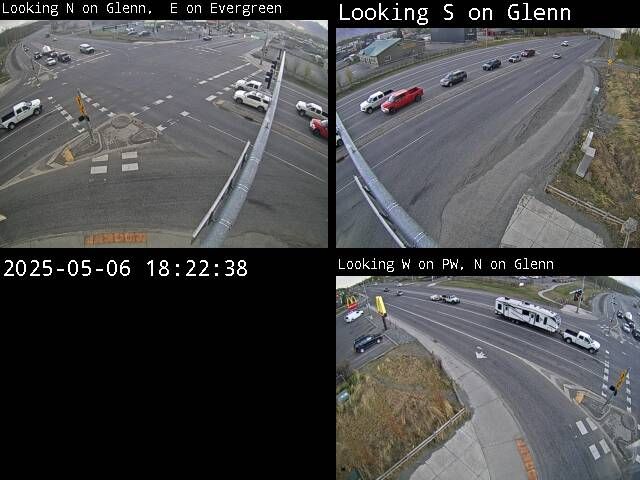 Looking N on Glenn,  E on Evergreen
Looking S on Glenn
2025-05-06 18:22:38
Looking W on PW, N on Glenn